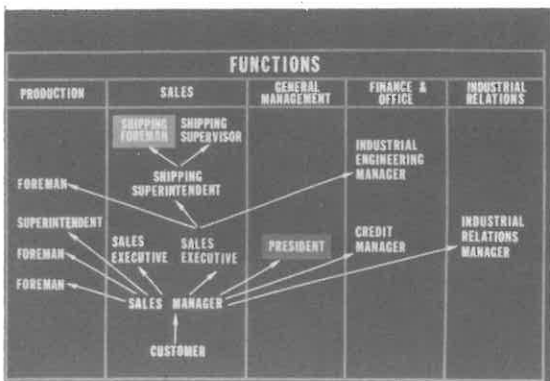 FUNCTIONS
PRODUCTION
SALES
GENERAL
MANAGEMENT
FINANCE &
OFFICE
INDUSTRIAL
RELATIONS
SHIPPING
FOREMAN
SHIPPING
SUPERVISOR
SHIPPING
SUPERINTENDENT
INDUSTRIAL
ENGINEERING
MANAGER
FOREMAN
SUPERINTENDENT
FOREMAN
FOREMAN
SALES
EXECUTIVE
SALES
EXECUTIVE
PRESIDENT
CREDIT
MANAGER
INDUSTRIAL
RELATIONS
MANAGER
SALES MANAGER
CUSTOMER